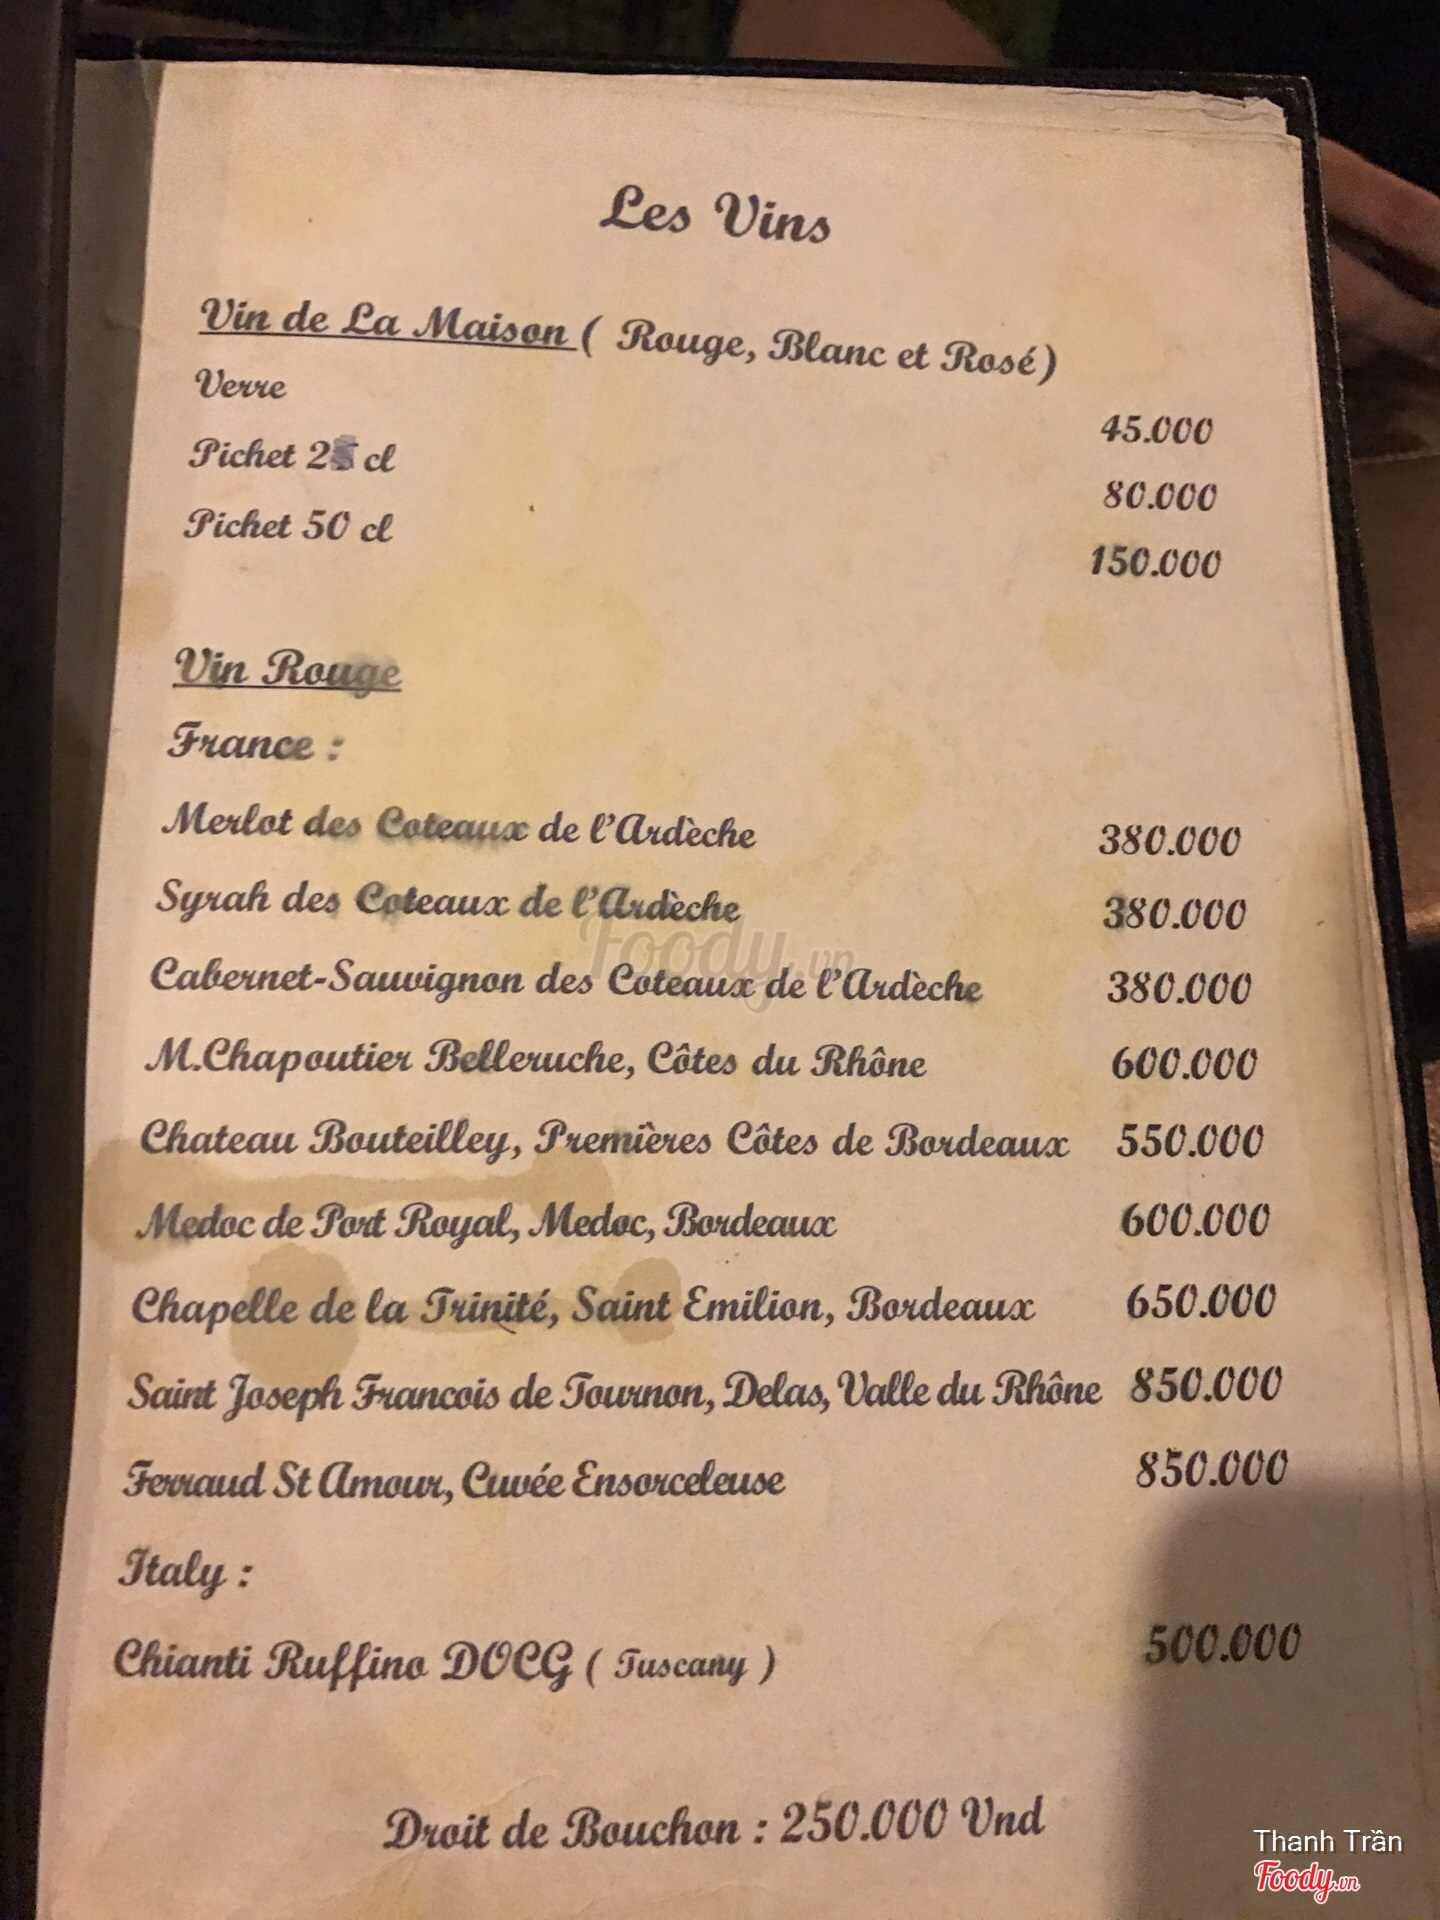 Les Vins
Vin de La Maison ( Rouge, Blanc et Rosé)
Verre 45.000
Pichet 25 cl 80.000
Pichet 50 cl 150.000
Vin Rouge
France :
Merlot des Coteaux de l'Ardèche 380.000
Syrah des Coteaux de l'Ardèche 380.000
Cabernet-Sauvignon des Coteaux de l'Ardèche 380.000
M.Chapoutier Belleruche, Côtes du Rhône 600.000
Chateau Bouteilley, Premières Côtes de Bordeaux 550.000
Medoc de Port Royal, Medoc, Bordeaux 600.000
Chapelle de la Trinité, Saint Emilion, Bordeaux 650.000
Saint Joseph Francois de Tournon, Delas, Valle du Rhône 850.000
Ferraud St Amour, Cuvée Ensorceleuse 850.000
Italy :
Chianti Ruffino DOCG ( Tuscany ) 500.000
Droit de Bouchon : 250.000 Vnd
Foody.vn
Thanh Trần
Foody.vn